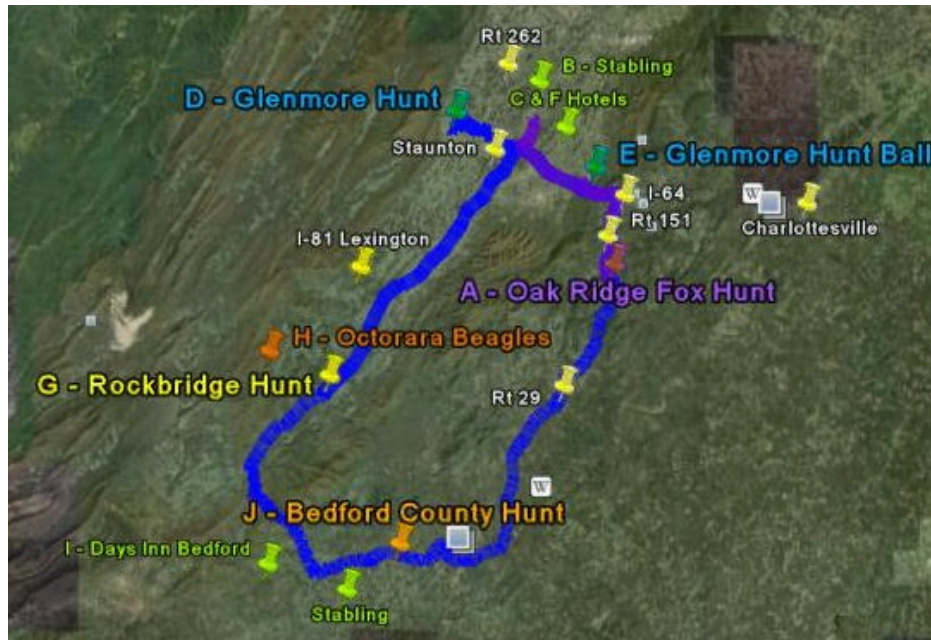 Rt 262
B - Stabling
D - Glenmore Hunt
C & F Hotels
Staunton
E - Glenmore Hunt Ball
I-64
W
Rt 151
Charlottesville
I-81 Lexington
A - Oak Ridge Fox Hunt
H - Octorara Beagles
G - Rockbridge Hunt
Rt 29
W
J - Bedford County Hunt
I - Days Inn Bedford
Stabling